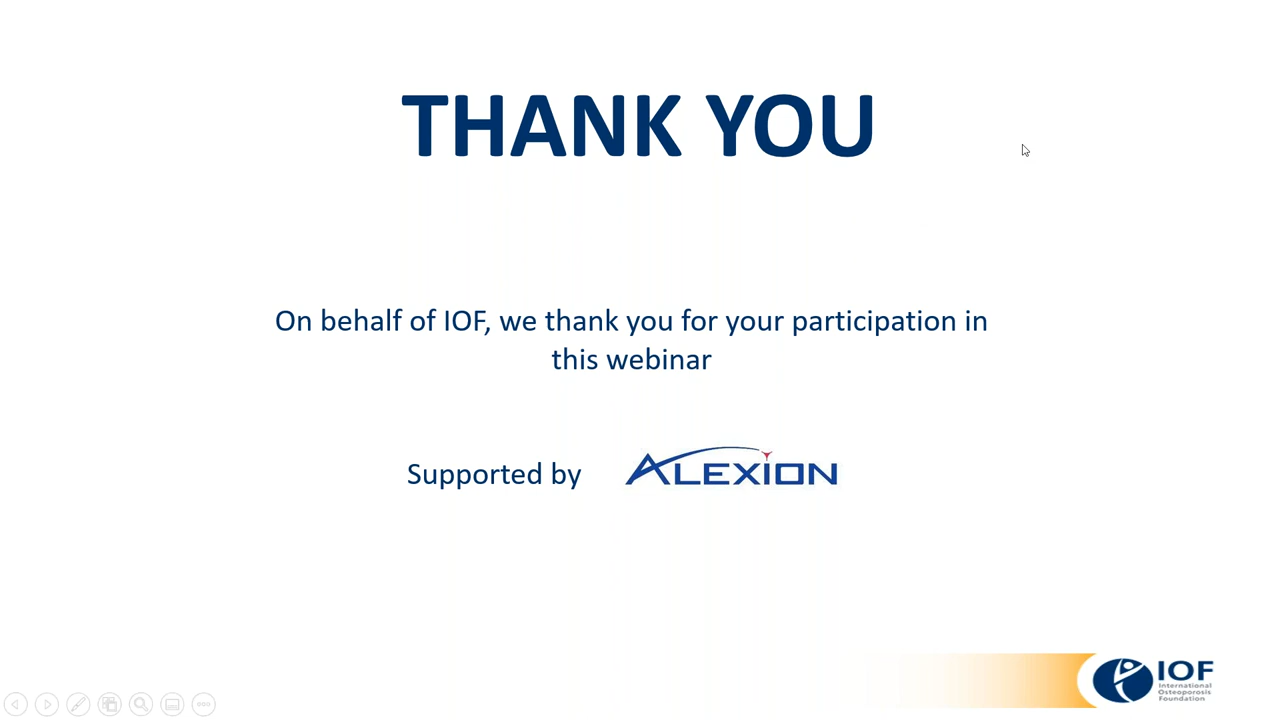 THANK YOU
On behalf of IOF, we thank you for your participation in
this webinar
Supported by ALEXION
IOF
International
Osteoporosis
Foundation